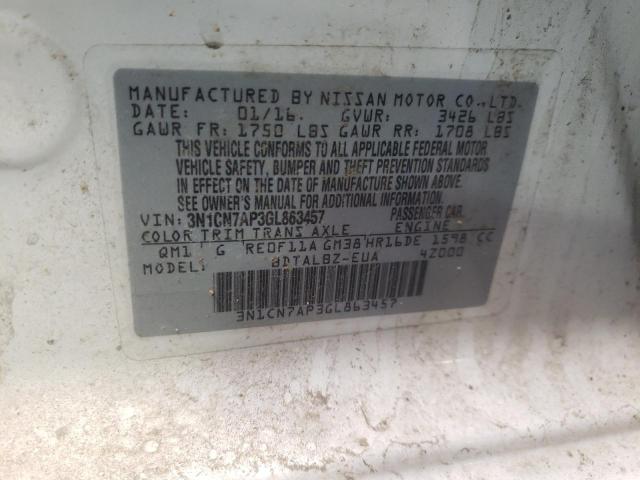 MANUFACTURED BY NISSAN MOTOR CO.,LTD.
DATE: 01/16. GVWR: 3426 LBS
GAWR FR: 1750 LBS GAWR RR: 1708 LBS
THIS VEHICLE CONFORMS TO ALL APPLICABLE FEDERAL MOTOR
VEHICLE SAFETY, BUMPER AND THEFT PREVENTION STANDARDS
IN EFFECT ON THE DATE OF MANUFACTURE SHOWN ABOVE.
SEE OWNER'S MANUAL FOR ADDITIONAL INFORMATION.
VIN: 3N1CN7AP3GL863457 PASSENGER CAR
COLOR TRIM TRANS AXLE ENGINE
QM1 G RE0F11A GM38 HR16DE 1598 CC
MODEL: BDTALBZ-EUA 42000
3N1CN7AP3GL863457